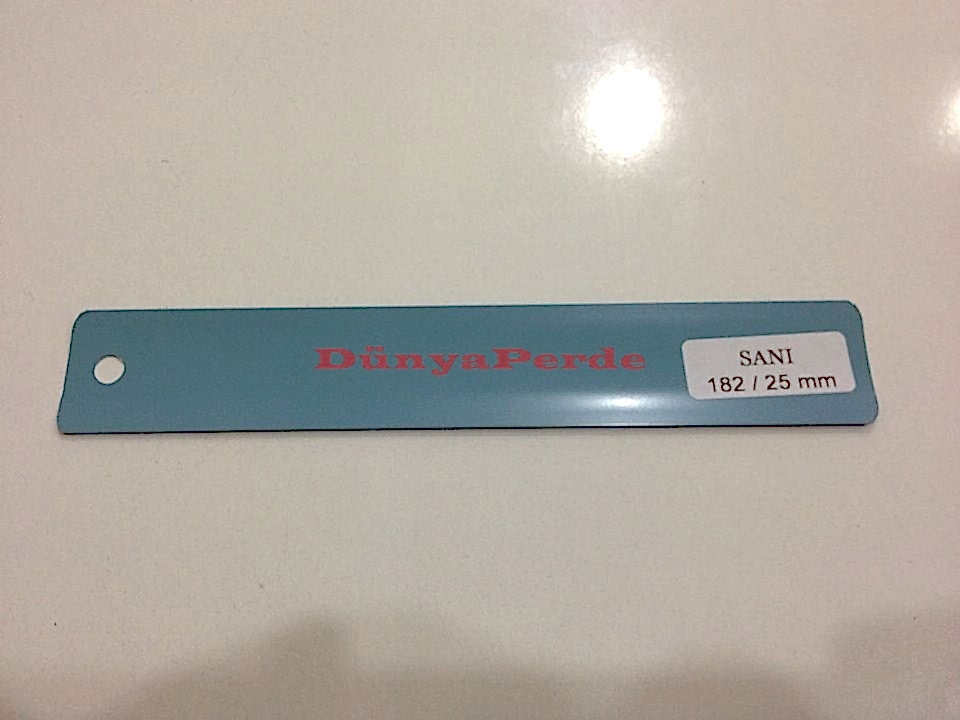 DünyaPerde
SANI
182 / 25 mm